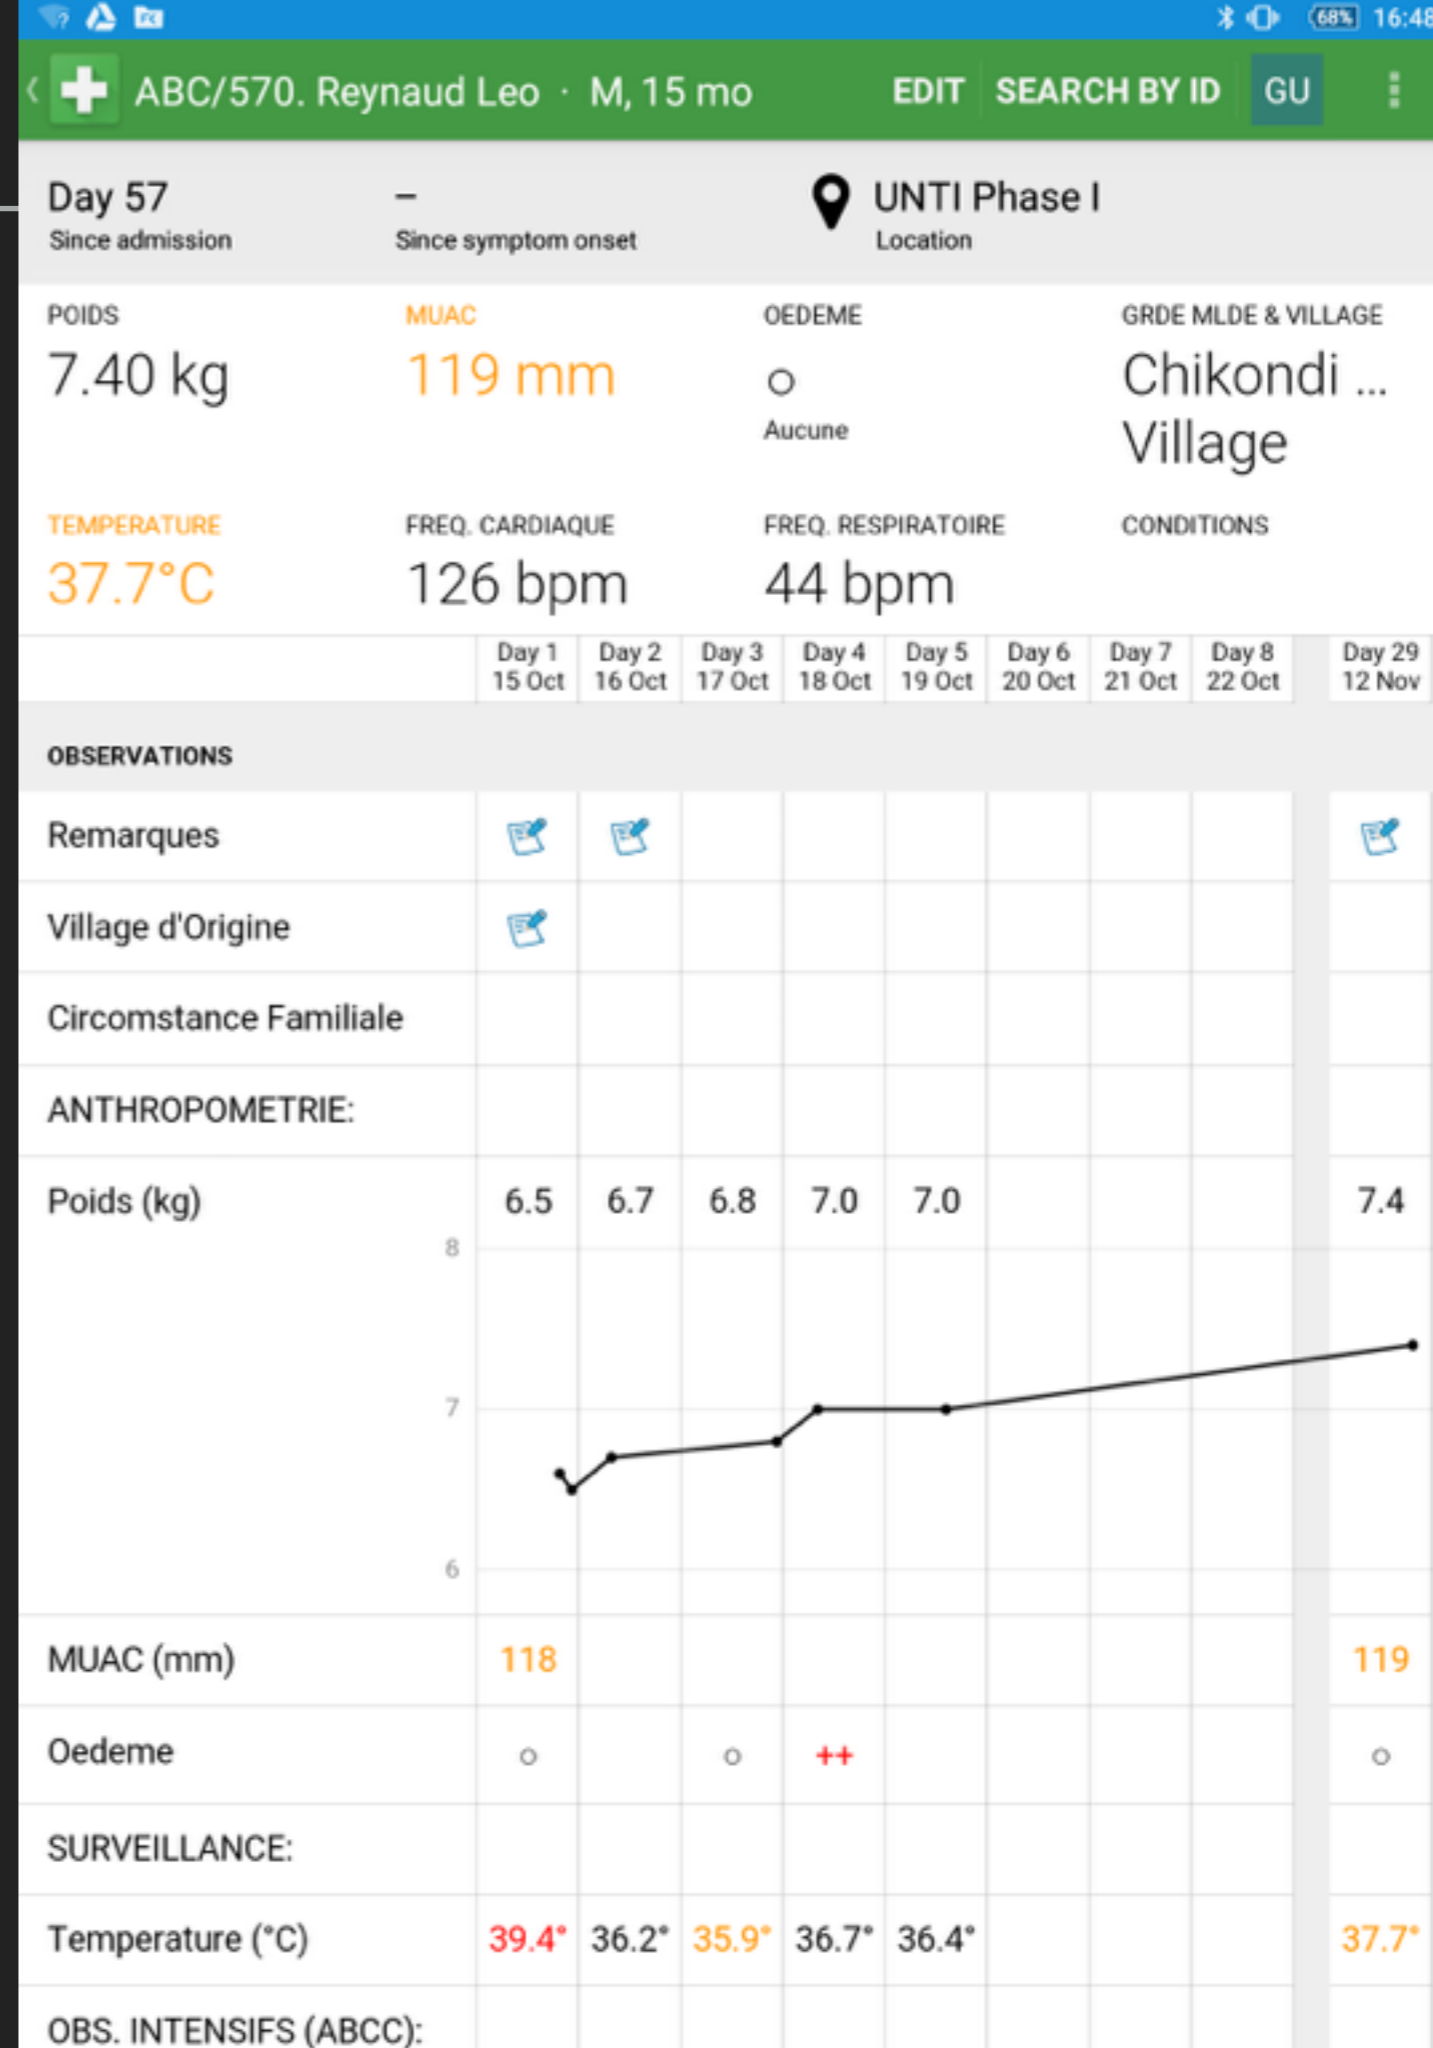 68% 16:48
ABC/570. Reynaud Leo · M, 15 mo EDIT SEARCH BY ID GU
Day 57 – UNTI Phase I
Since admission Since symptom onset Location
POIDS MUAC OEDEME GRDE MLDE & VILLAGE
7.40 kg 119 mm ○ Chikondi ...
Aucune Village
TEMPERATURE FREQ. CARDIAQUE FREQ. RESPIRATOIRE CONDITIONS
37.7°C 126 bpm 44 bpm
Day 1 Day 2 Day 3 Day 4 Day 5 Day 6 Day 7 Day 8 Day 29
15 Oct 16 Oct 17 Oct 18 Oct 19 Oct 20 Oct 21 Oct 22 Oct 12 Nov
OBSERVATIONS
Remarques
Village d'Origine
Circomstance Familiale
ANTHROPOMETRIE:
Poids (kg) 6.5 6.7 6.8 7.0 7.0 7.4
8
7
6
MUAC (mm) 118 119
Oedeme ○ ○ ++ ○
SURVEILLANCE:
Temperature (°C) 39.4° 36.2° 35.9° 36.7° 36.4° 37.7°
OBS. INTENSIFS (ABCC):